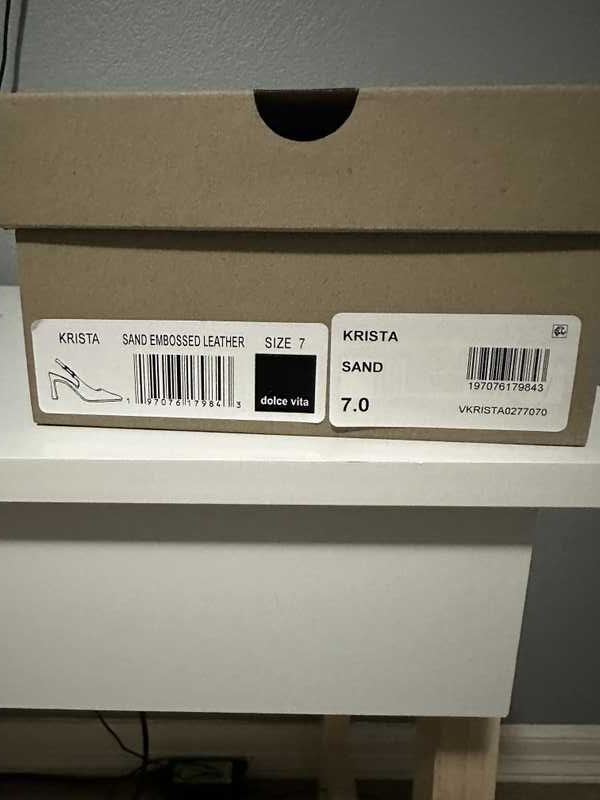 KRISTA SAND EMBOSSED LEATHER SIZE 7
1 97076 17984 3
dolce vita
KRISTA
SAND
197076179843
7.0
VKRISTA0277070